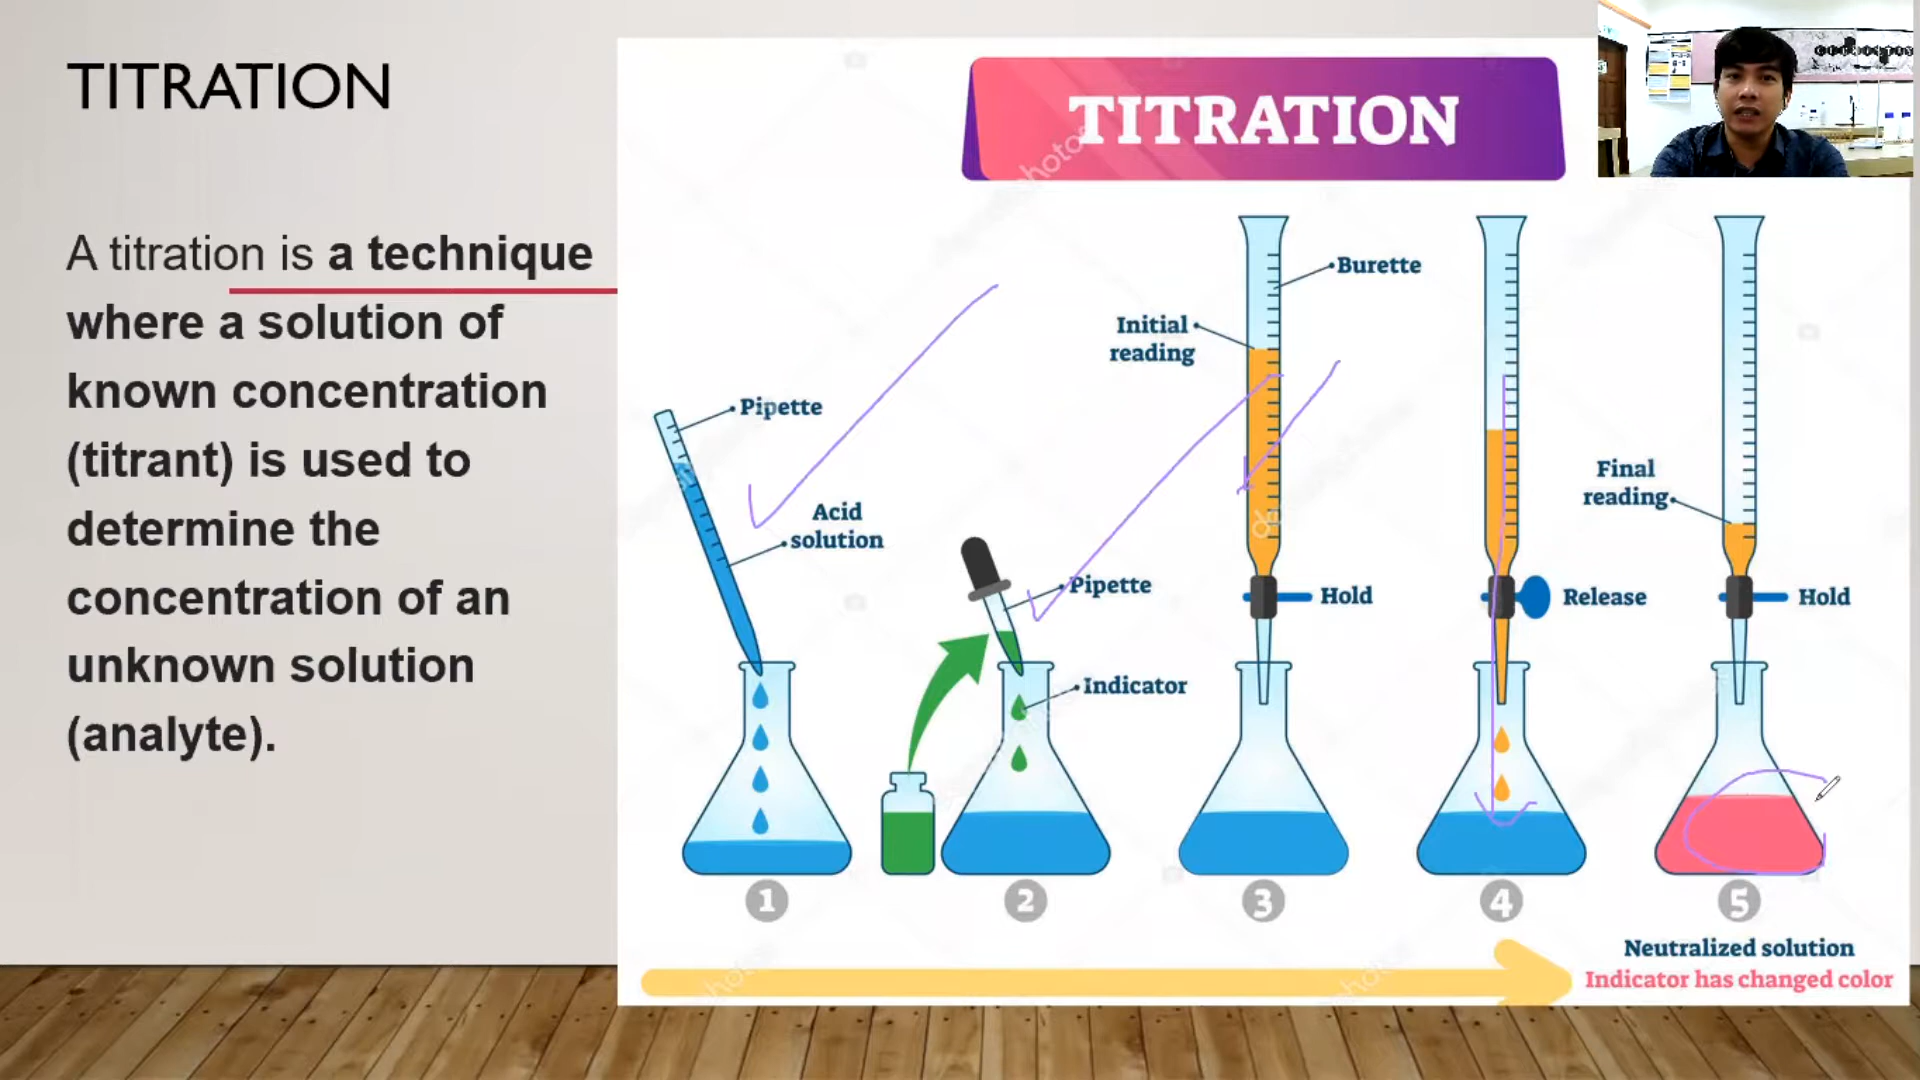 TITRATION
A titration is a technique
where a solution of
known concentration
(titrant) is used to
determine the
concentration of an
unknown solution
(analyte).
TITRATION
Burette
Initial
reading
Pipette
Acid
solution
Final
reading
Pipette
Hold
Release
Hold
Indicator
1
2
3
4
5
Neutralized solution
Indicator has changed color